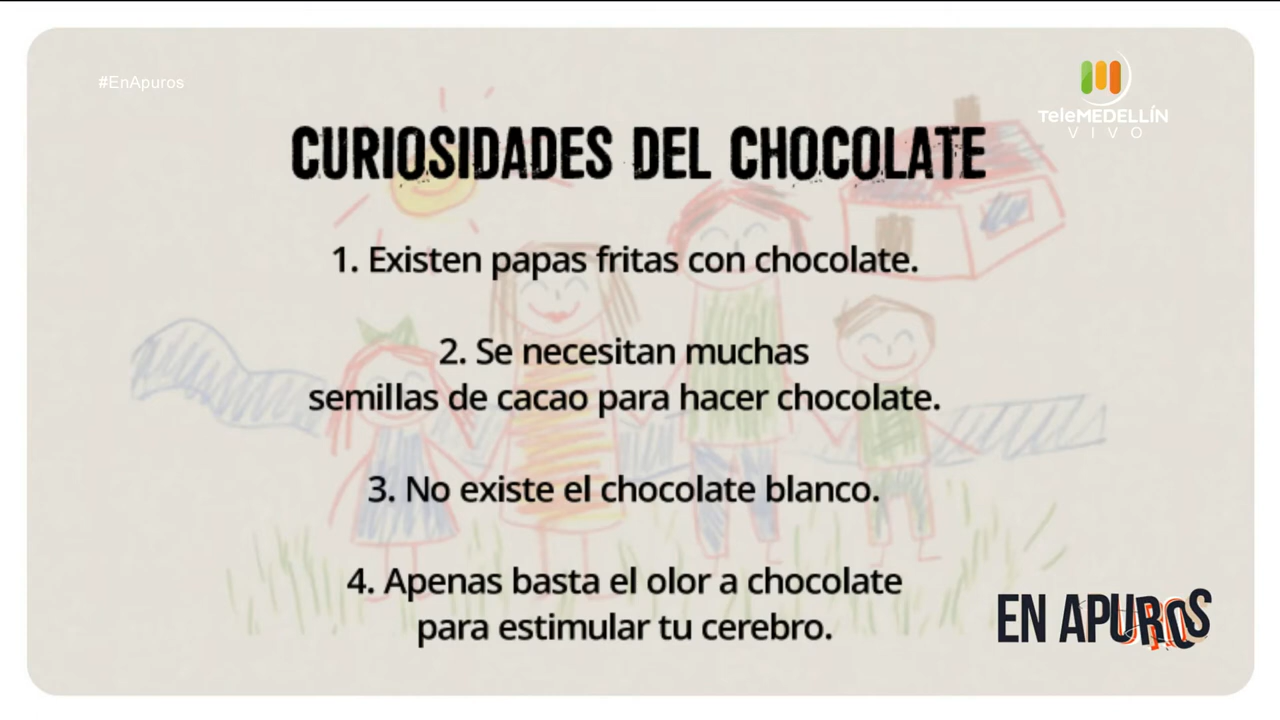 #EnApuros
TeleMEDELLÍN
VIVO
CURIOSIDADES DEL CHOCOLATE
1. Existen papas fritas con chocolate.
2. Se necesitan muchas
semillas de cacao para hacer chocolate.
3. No existe el chocolate blanco.
4. Apenas basta el olor a chocolate
para estimular tu cerebro.
EN APUROS